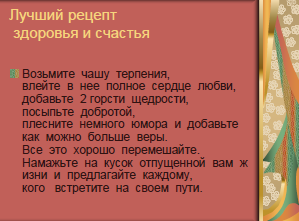 Лучший рецепт
здоровья и счастья
Возьмите чашу терпения,
влейте в нее полное сердце любви,
добавьте 2 горсти щедрости,
посыпьте добротой,
плесните немного юмора и добавьте
как можно больше веры.
Все это хорошо перемешайте.
Намажьте на кусок отпущенной вам ж
изни и предлагайте каждому,
кого встретите на своем пути.